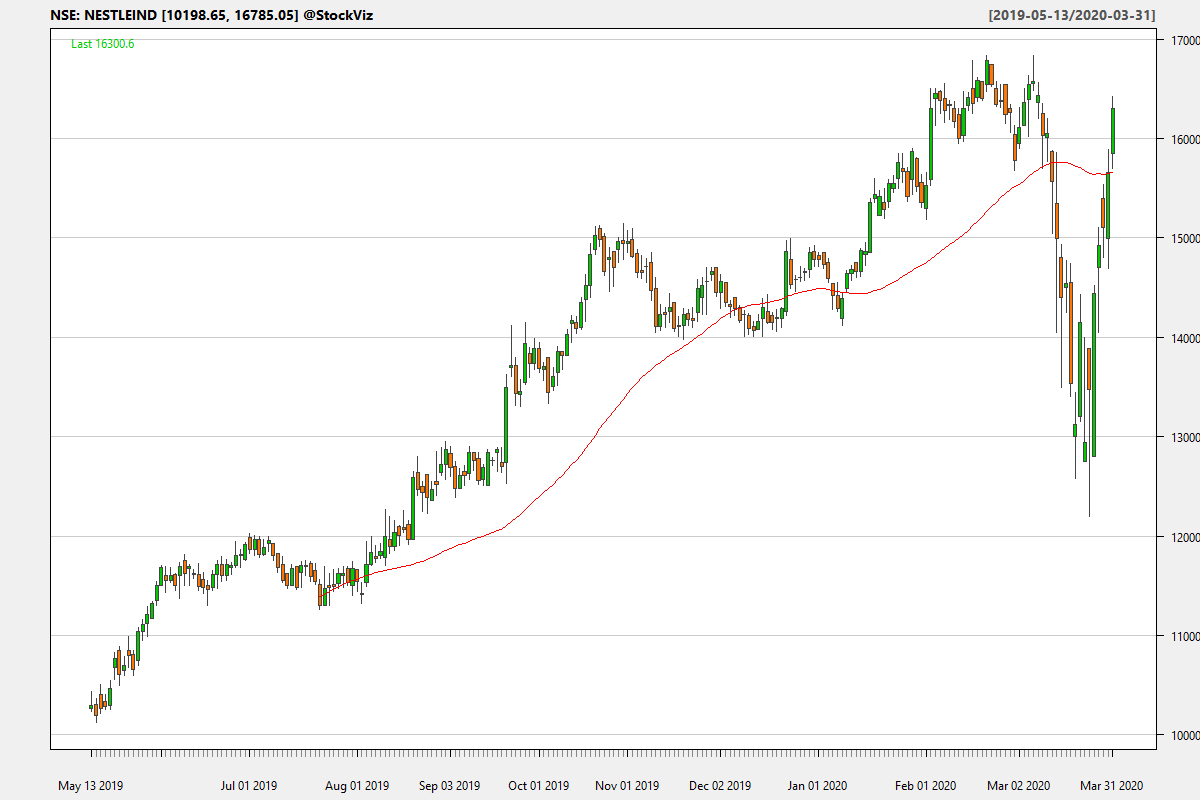 NSE: NESTLEIND [10198.65, 16785.05] @StockViz
[2019-05-13/2020-03-31]
Last 16300.6
17000
16000
15000
14000
13000
12000
11000
10000
May 13 2019
Jul 01 2019
Aug 01 2019
Sep 03 2019
Oct 01 2019
Nov 01 2019
Dec 02 2019
Jan 01 2020
Feb 01 2020
Mar 02 2020
Mar 31 2020